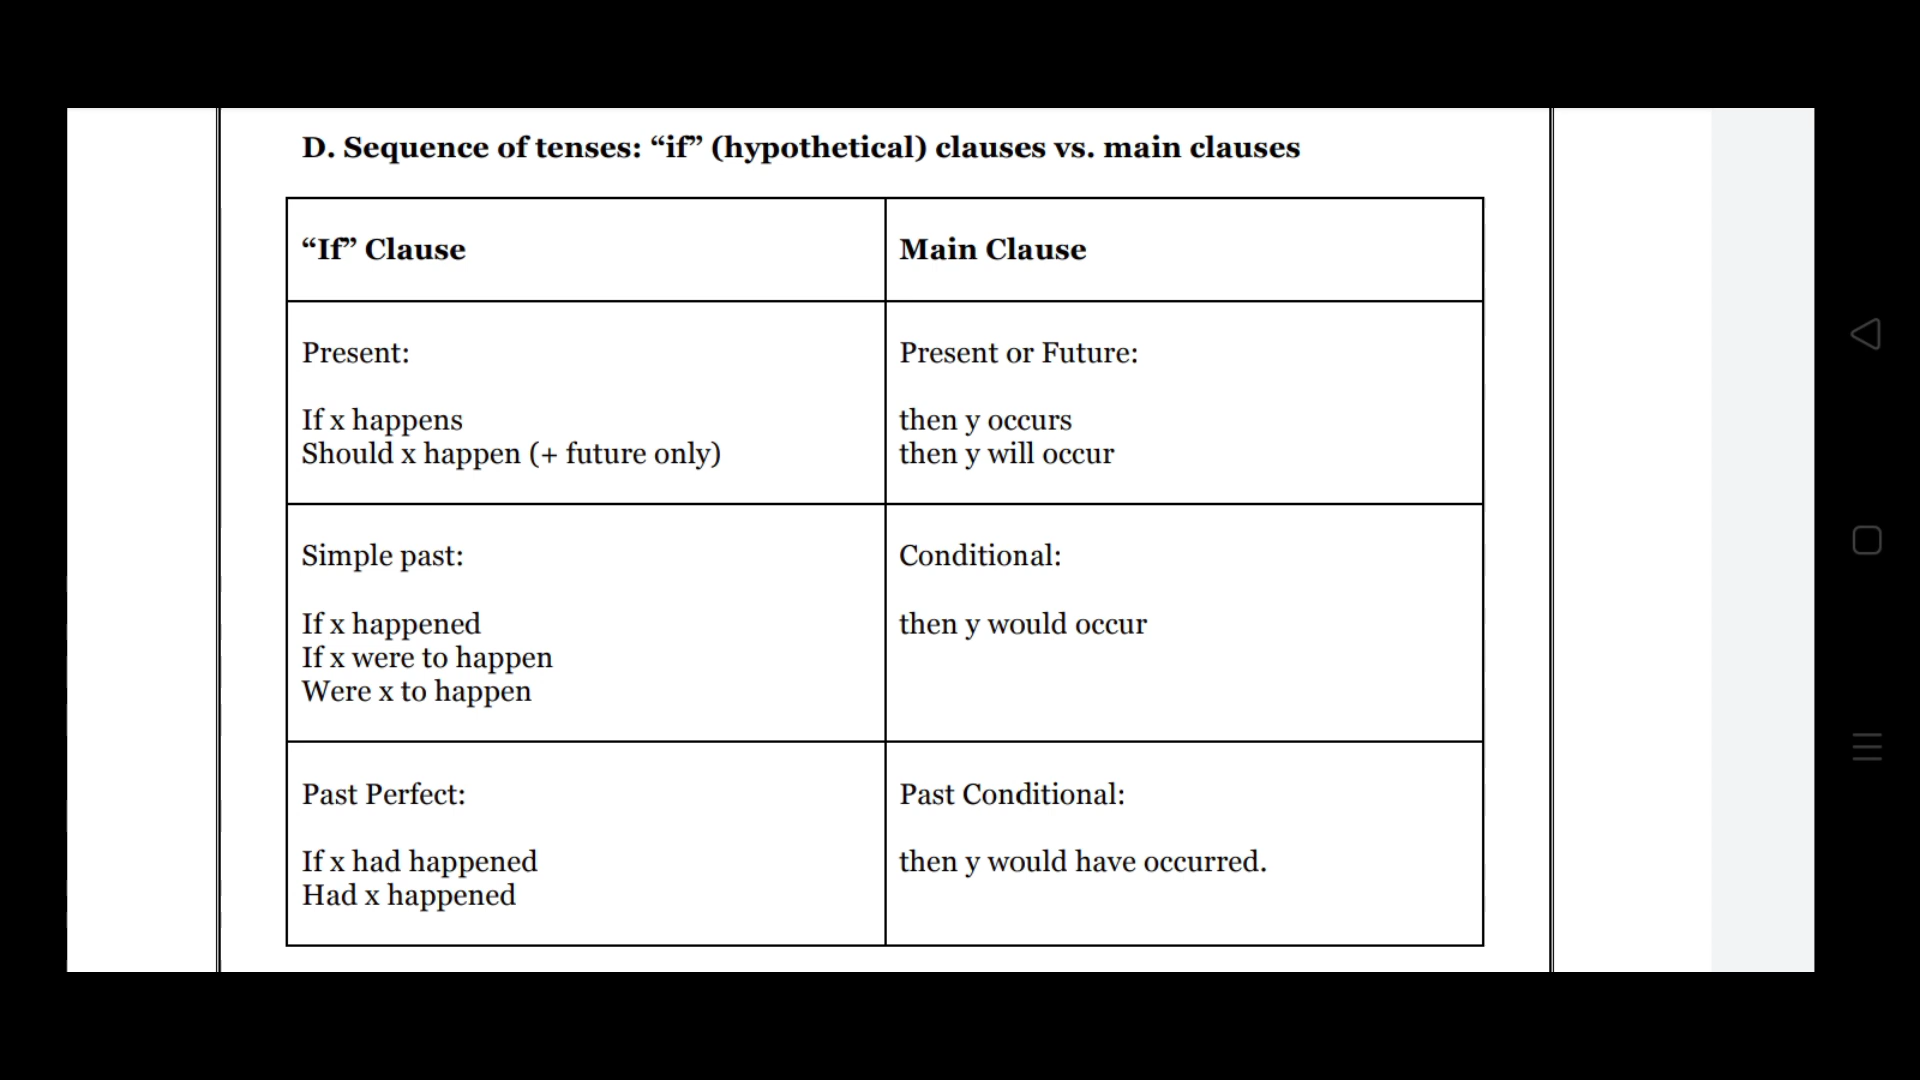 D. Sequence of tenses: “if” (hypothetical) clauses vs. main clauses
“If” Clause
Main Clause
Present:
If x happens
Should x happen (+ future only)
Present or Future:
then y occurs
then y will occur
Simple past:
If x happened
If x were to happen
Were x to happen
Conditional:
then y would occur
Past Perfect:
If x had happened
Had x happened
Past Conditional:
then y would have occurred.